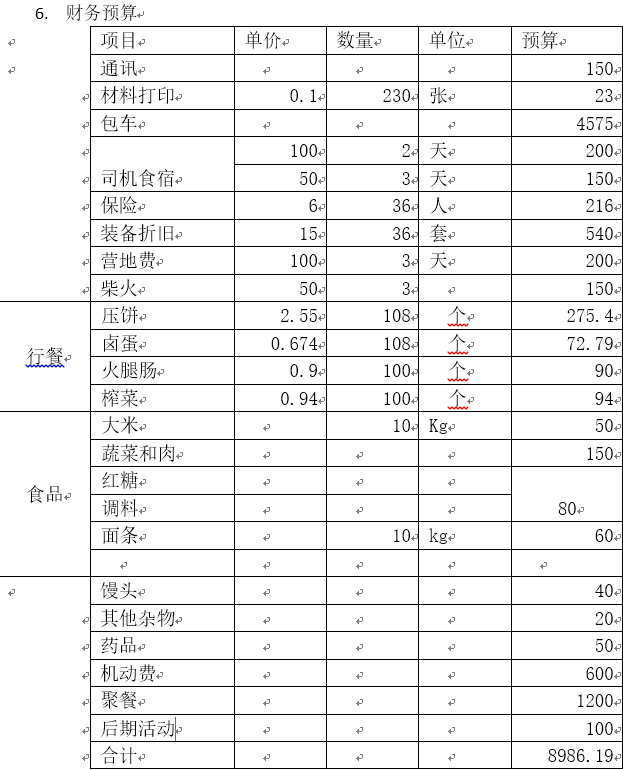 6. 财务预算
项目 单价 数量 单位 预算
通讯 150
材料打印 0.1 230 张 23
包车 4575
100 2 天 200
司机食宿 50 3 天 150
保险 6 36 人 216
装备折旧 15 36 套 540
营地费 100 3 天 200
柴火 50 3 150
压饼 2.55 108 个 275.4
行餐 卤蛋 0.674 108 个 72.79
火腿肠 0.9 100 个 90
榨菜 0.94 100 个 94
大米 10 Kg 50
蔬菜和肉 150
红糖
食品 调料 80
面条 10 kg 60
馒头 40
其他杂物 20
药品 50
机动费 600
聚餐 1200
后期活动 100
合计 8986.19